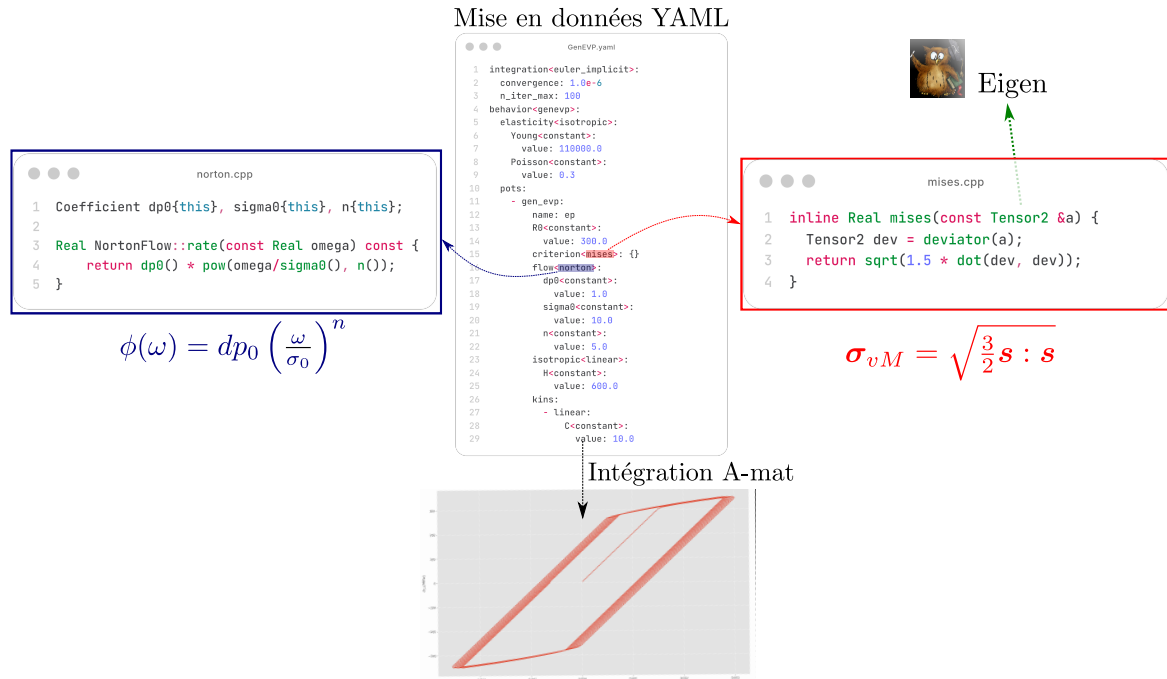 Mise en données YAML
GenEVP.yaml
1 integration<euler_implicit>:
2 convergence: 1.0e-6
3 n_iter_max: 100
4 behavior<genevp>:
5 elasticity<isotropic>:
6 Young<constant>:
7 value: 110000.0
8 Poisson<constant>:
9 value: 0.3
10 pots:
11 - gen_evp:
12 name: ep
13 R0<constant>:
14 value: 300.0
15 criterion<mises>: {}
flow<norton>:
17 dp0<constant>:
18 value: 1.0
19 sigma0<constant>:
20 value: 10.0
21 n<constant>:
22 value: 5.0
23 isotropic<linear>:
24 H<constant>:
25 value: 600.0
26 kins:
27 - linear:
28 C<constant>:
29 value: 10.0
norton.cpp
1 Coefficient dp0{this}, sigma0{this}, n{this};
2
3 Real NortonFlow::rate(const Real omega) const {
4 return dp0() * pow(omega/sigma0(), n());
5 }
ϕ(ω) = dp₀ (ω/σ₀)ⁿ
Eigen
mises.cpp
1 inline Real mises(const Tensor2 &a) {
2 Tensor2 dev = deviator(a);
3 return sqrt(1.5 * dot(dev, dev));
4 }
σ_vM = √(3/2 s : s)
Intégration A-mat